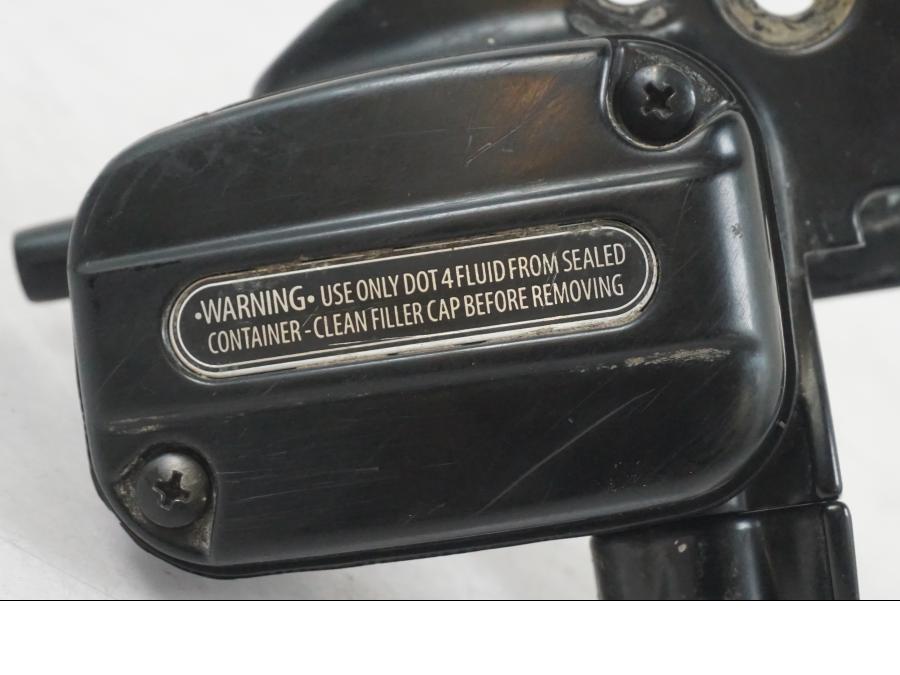 •WARNING• USE ONLY DOT 4 FLUID FROM SEALED
CONTAINER - CLEAN FILLER CAP BEFORE REMOVING